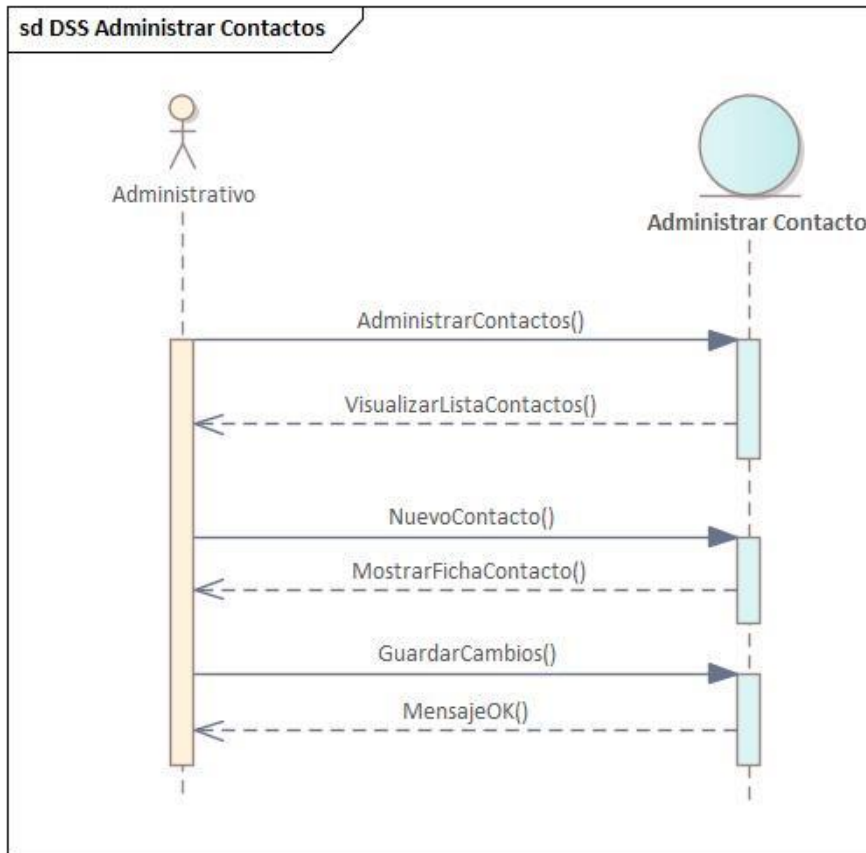 sd DSS Administrar Contactos
Administrativo
Administrar Contacto
AdministrarContactos()
VisualizarListaContactos()
NuevoContacto()
MostrarFichaContacto()
GuardarCambios()
MensajeOK()